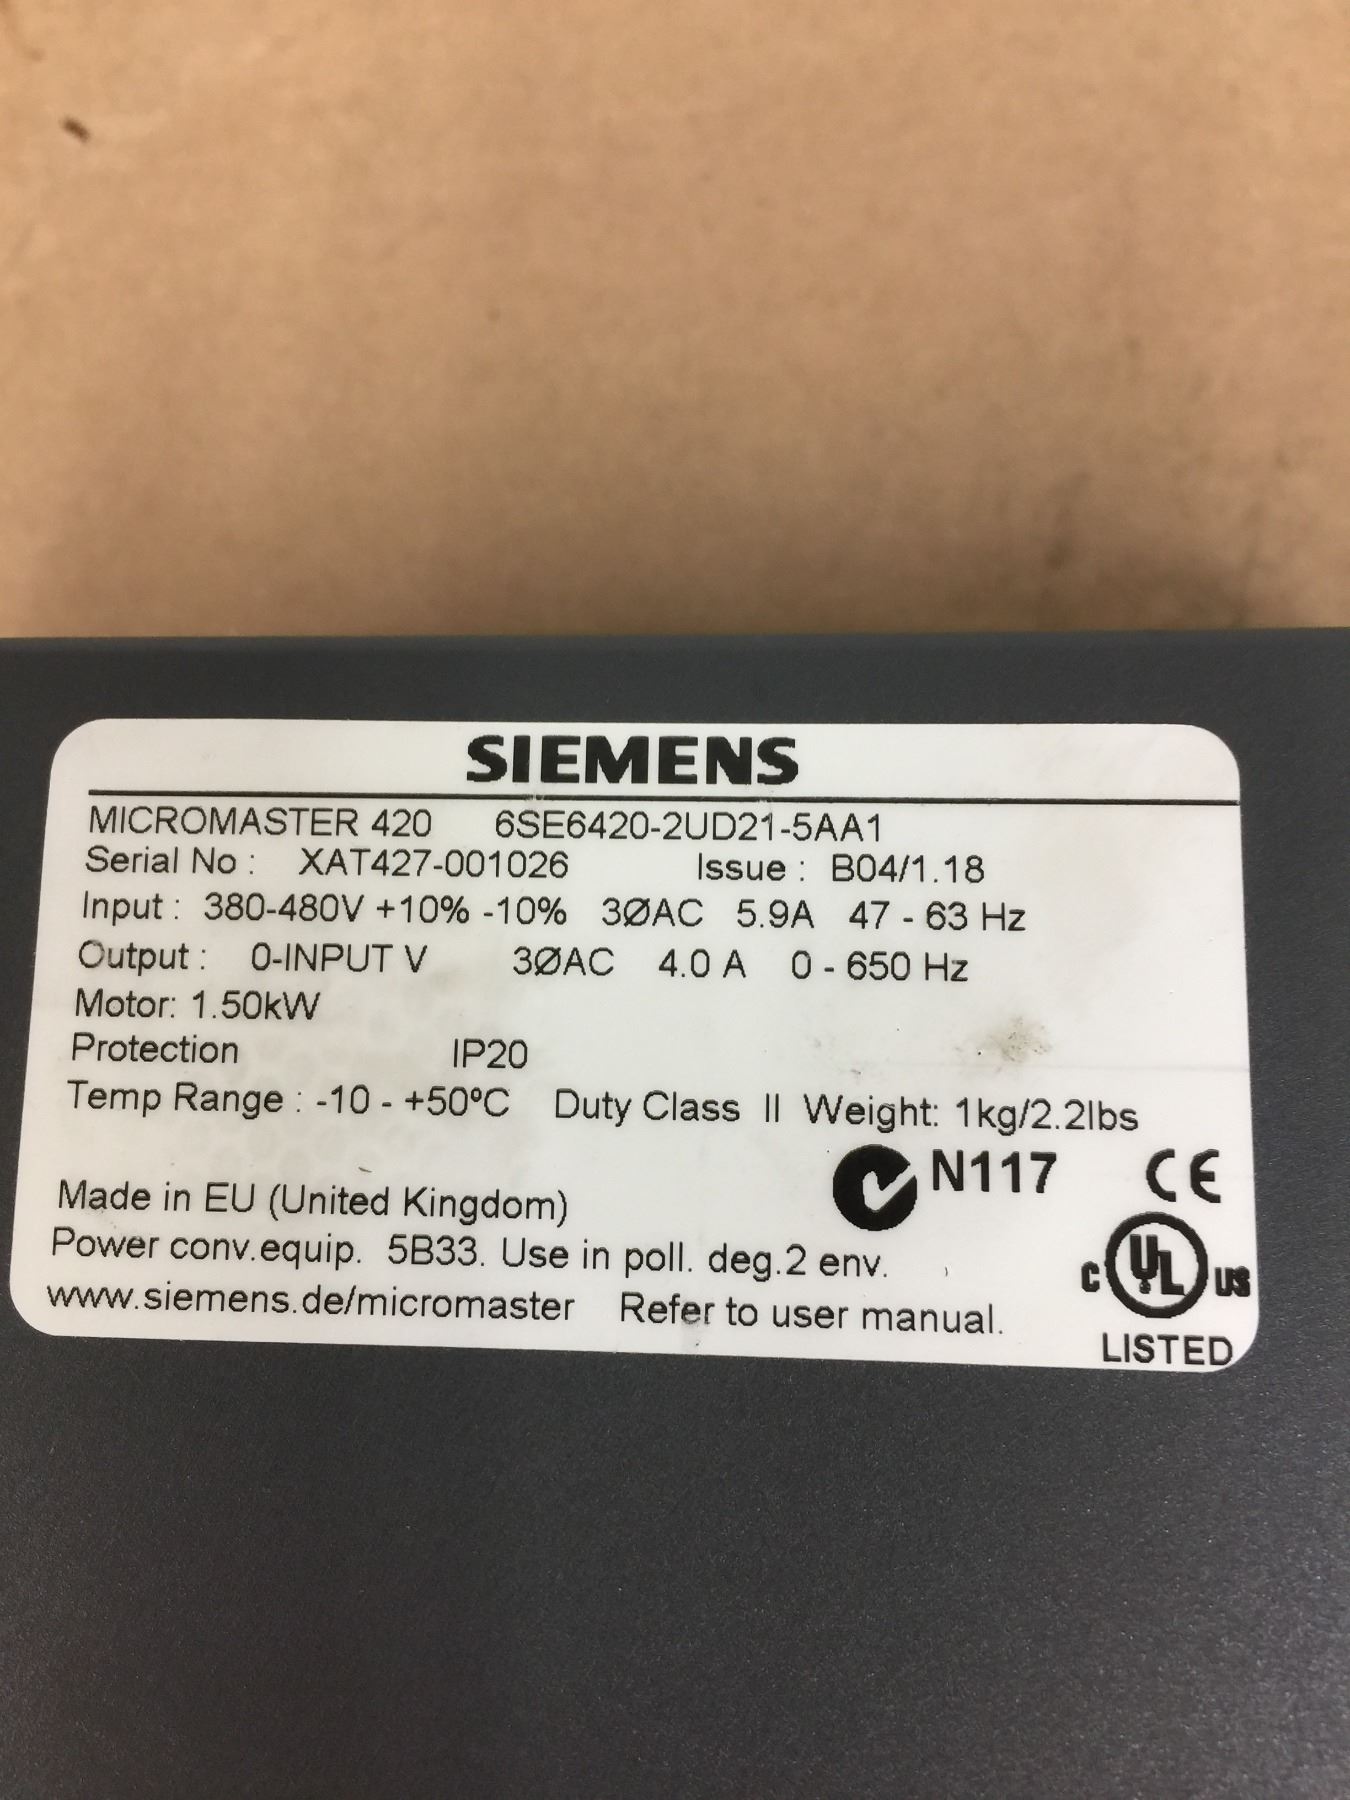 SIEMENS
MICROMASTER 420 6SE6420-2UD21-5AA1
Serial No : XAT427-001026 Issue : B04/1.18
Input : 380-480V +10% -10% 3ØAC 5.9A 47 - 63 Hz
Output : 0-INPUT V 3ØAC 4.0 A 0 - 650 Hz
Motor: 1.50kW
Protection IP20
Temp Range : -10 - +50ºC Duty Class II Weight: 1kg/2.2lbs
N117 CE
Made in EU (United Kingdom)
Power conv.equip. 5B33. Use in poll. deg.2 env.
C UL US
www.siemens.de/micromaster Refer to user manual.
LISTED